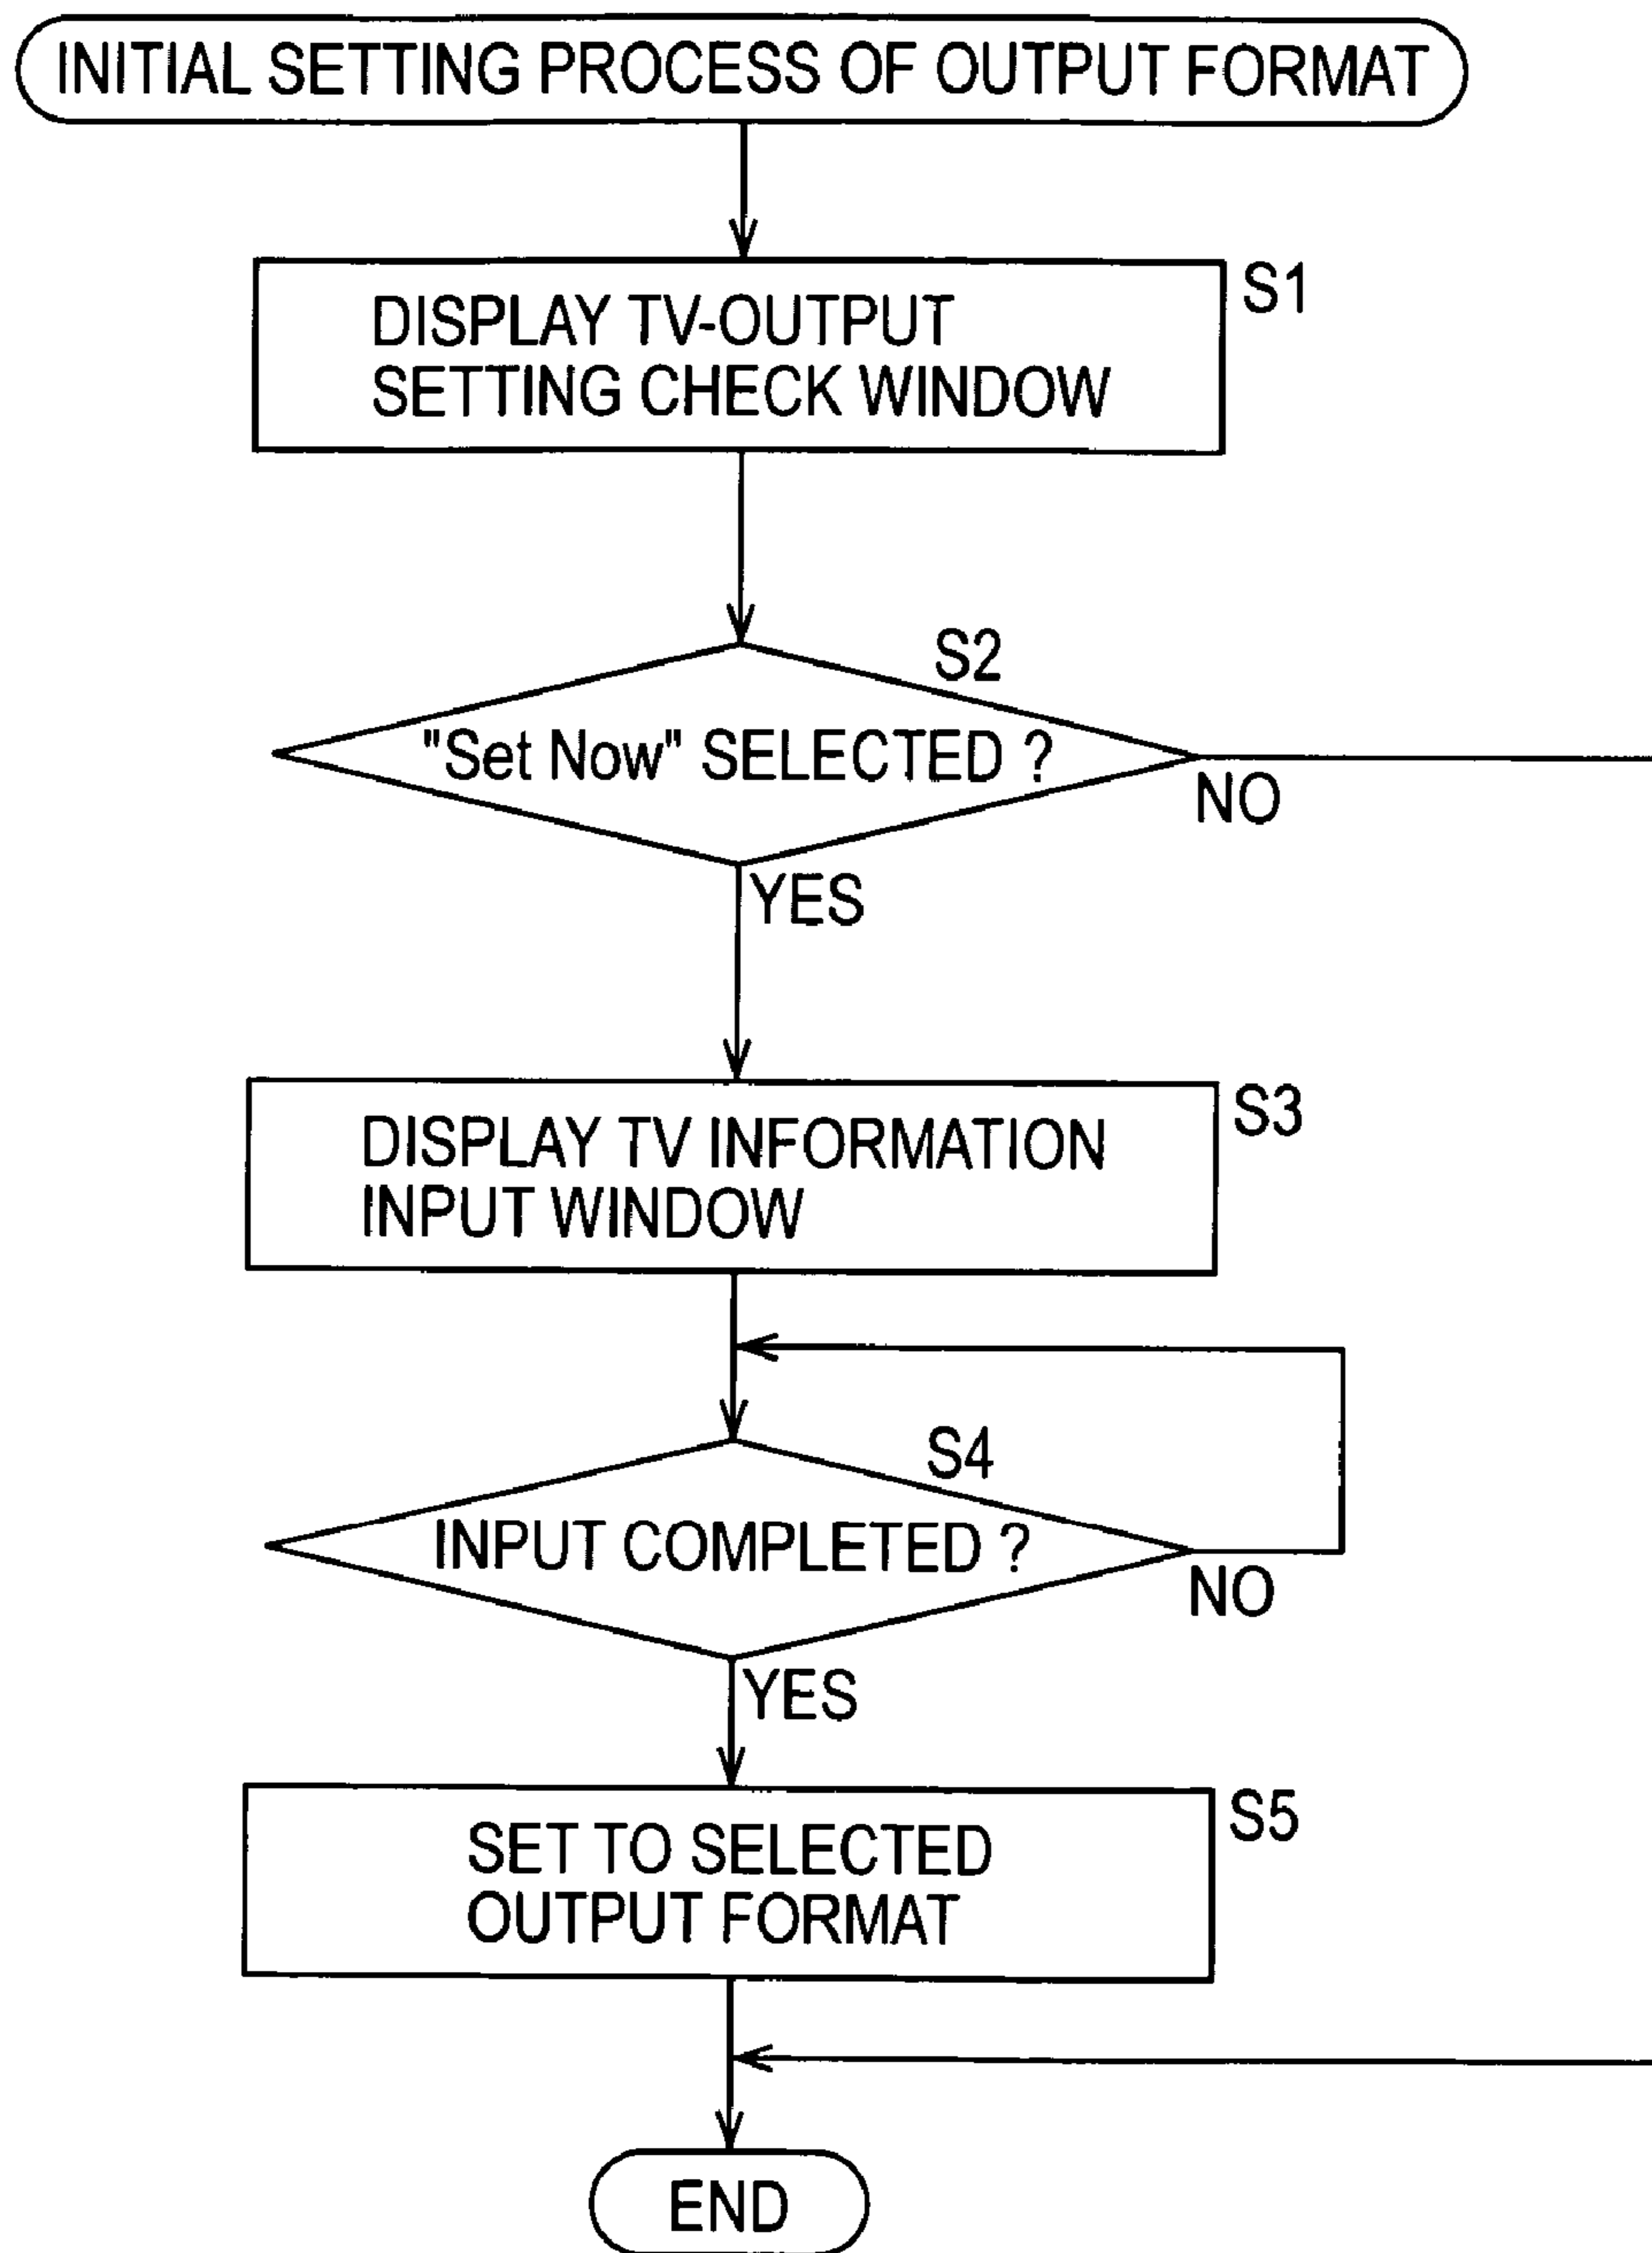 INITIAL SETTING PROCESS OF OUTPUT FORMAT
S1
DISPLAY TV-OUTPUT
SETTING CHECK WINDOW
S2
"Set Now" SELECTED ?
NO
YES
S3
DISPLAY TV INFORMATION
INPUT WINDOW
S4
INPUT COMPLETED ?
NO
YES
S5
SET TO SELECTED
OUTPUT FORMAT
END